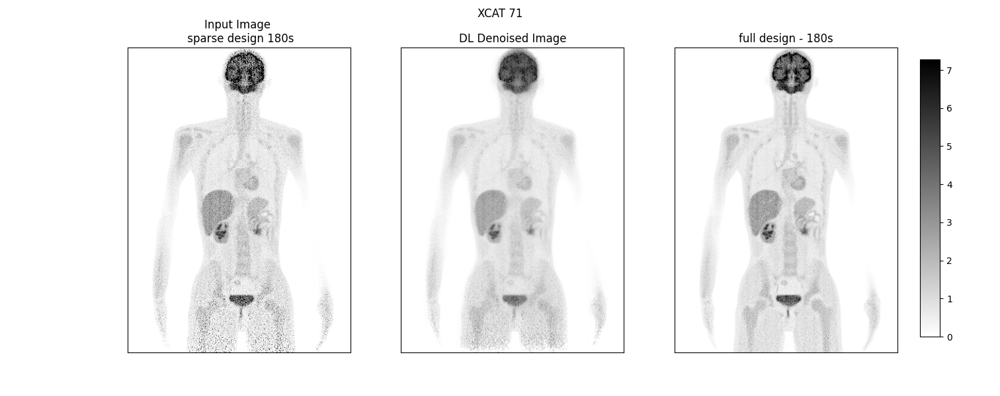 XCAT 71
Input Image
sparse design 180s
DL Denoised Image
full design - 180s
7
6
5
4
3
2
1
0